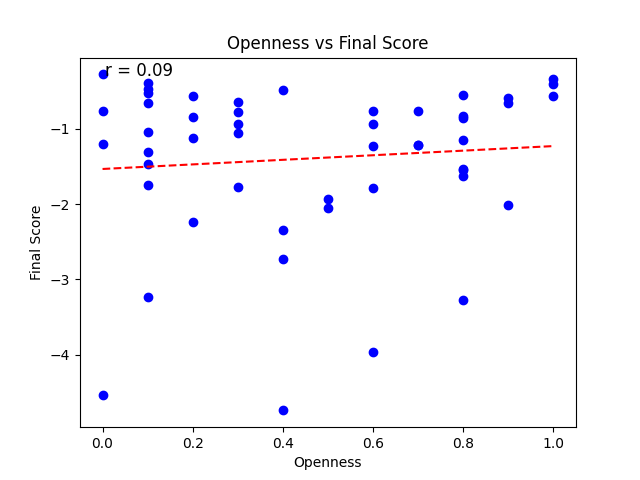 Openness vs Final Score
r = 0.09
−1
−2
−3
−4
Final Score
0.0 0.2 0.4 0.6 0.8 1.0
Openness